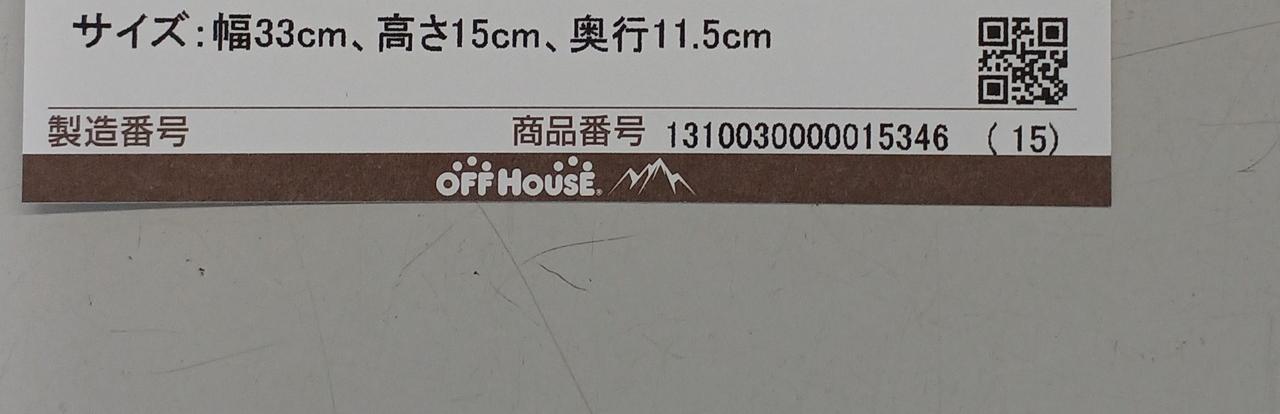 サイズ：幅33cm、高さ15cm、奥行11.5cm
製造番号 商品番号 1310030000015346 (15)
OFF HOUSE®